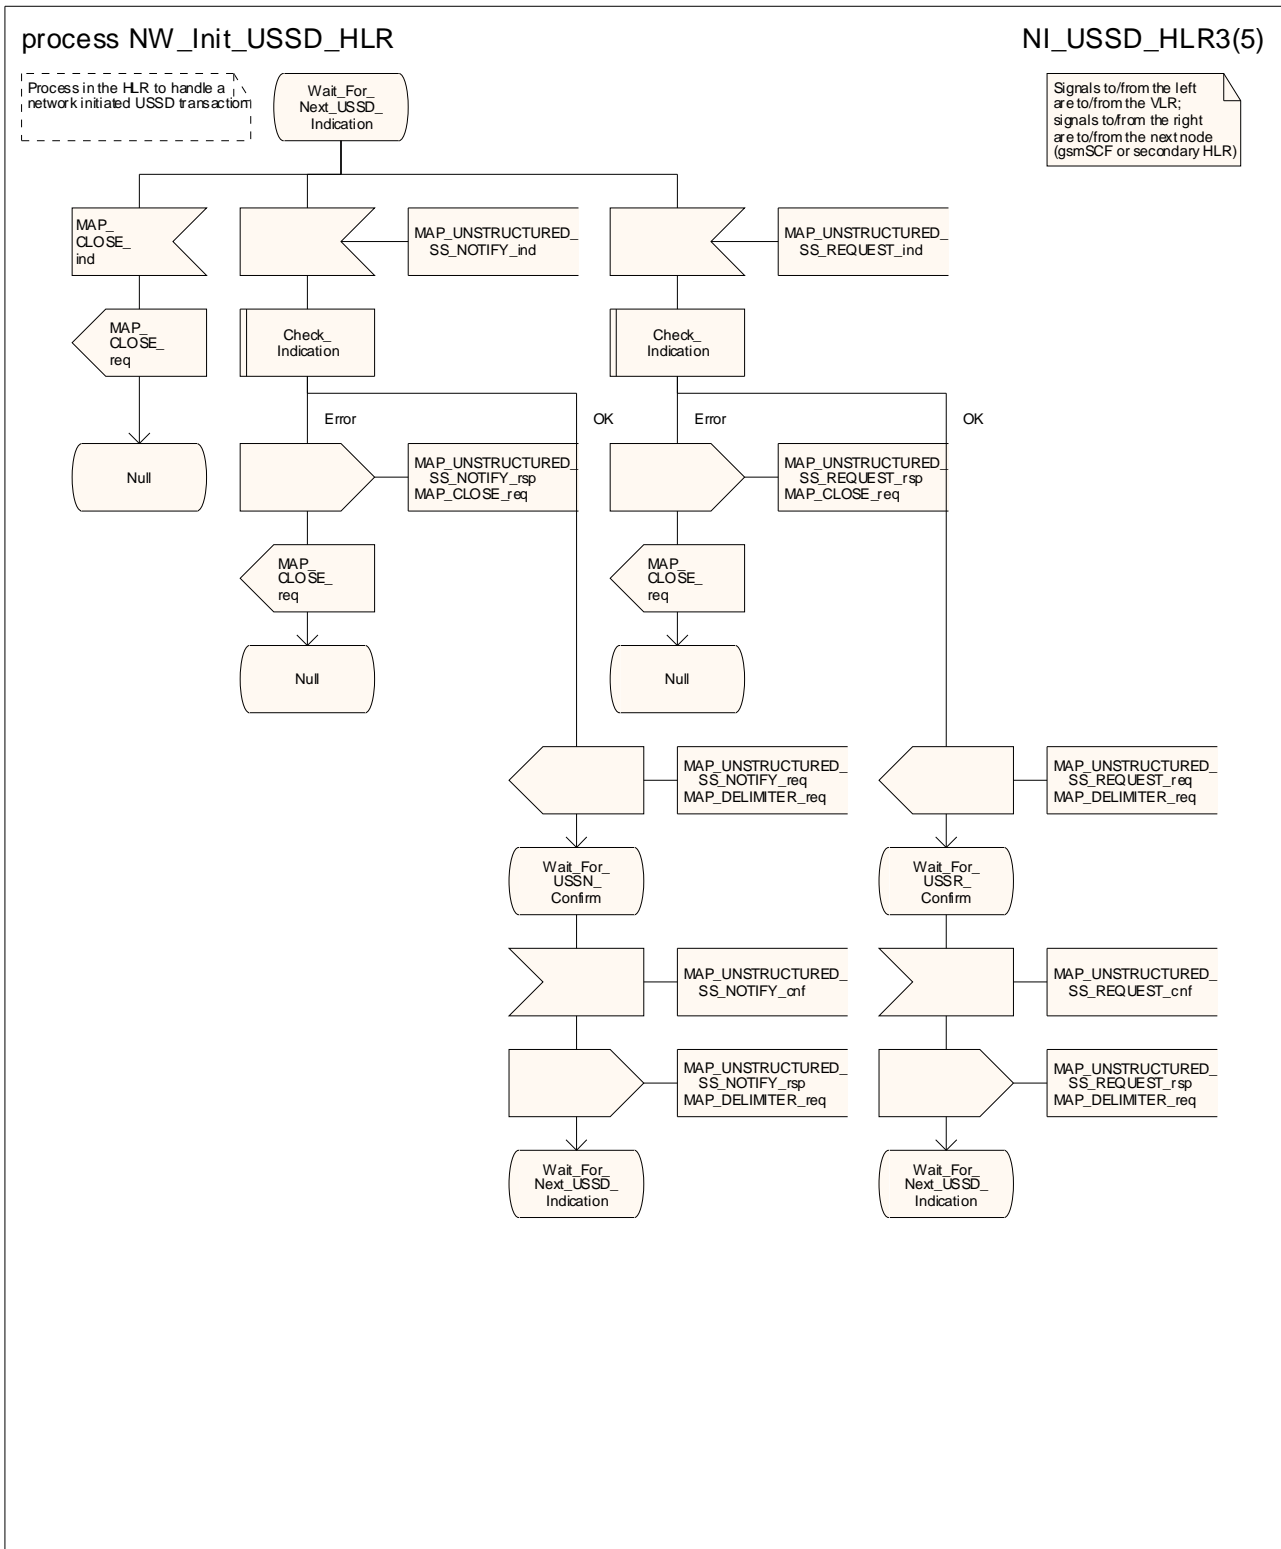 process NW_Init_USSD_HLR
NI_USSD_HLR3(5)
Process in the HLR to handle a
network initiated USSD transaction
Wait_For_
Next_USSD_
Indication
Signals to/from the left
are to/from the VLR;
signals to/from the right
are to/from the next node
(gsmSCF or secondary HLR)
MAP_
CLOSE_
ind
MAP_UNSTRUCTURED_
SS_NOTIFY_ind
MAP_UNSTRUCTURED_
SS_REQUEST_ind
MAP_
CLOSE_
req
Check_
Indication
Check_
Indication
Error
OK
Error
OK
Null
MAP_UNSTRUCTURED_
SS_NOTIFY_rsp
MAP_CLOSE_req
MAP_UNSTRUCTURED_
SS_REQUEST_rsp
MAP_CLOSE_req
MAP_
CLOSE_
req
MAP_
CLOSE_
req
Null
Null
MAP_UNSTRUCTURED_
SS_NOTIFY_req
MAP_DELIMITER_req
MAP_UNSTRUCTURED_
SS_REQUEST_req
MAP_DELIMITER_req
Wait_For_
USSN_
Confirm
Wait_For_
USSR_
Confirm
MAP_UNSTRUCTURED_
SS_NOTIFY_cnf
MAP_UNSTRUCTURED_
SS_REQUEST_cnf
MAP_UNSTRUCTURED_
SS_NOTIFY_rsp
MAP_DELIMITER_req
MAP_UNSTRUCTURED_
SS_REQUEST_rsp
MAP_DELIMITER_req
Wait_For_
Next_USSD_
Indication
Wait_For_
Next_USSD_
Indication